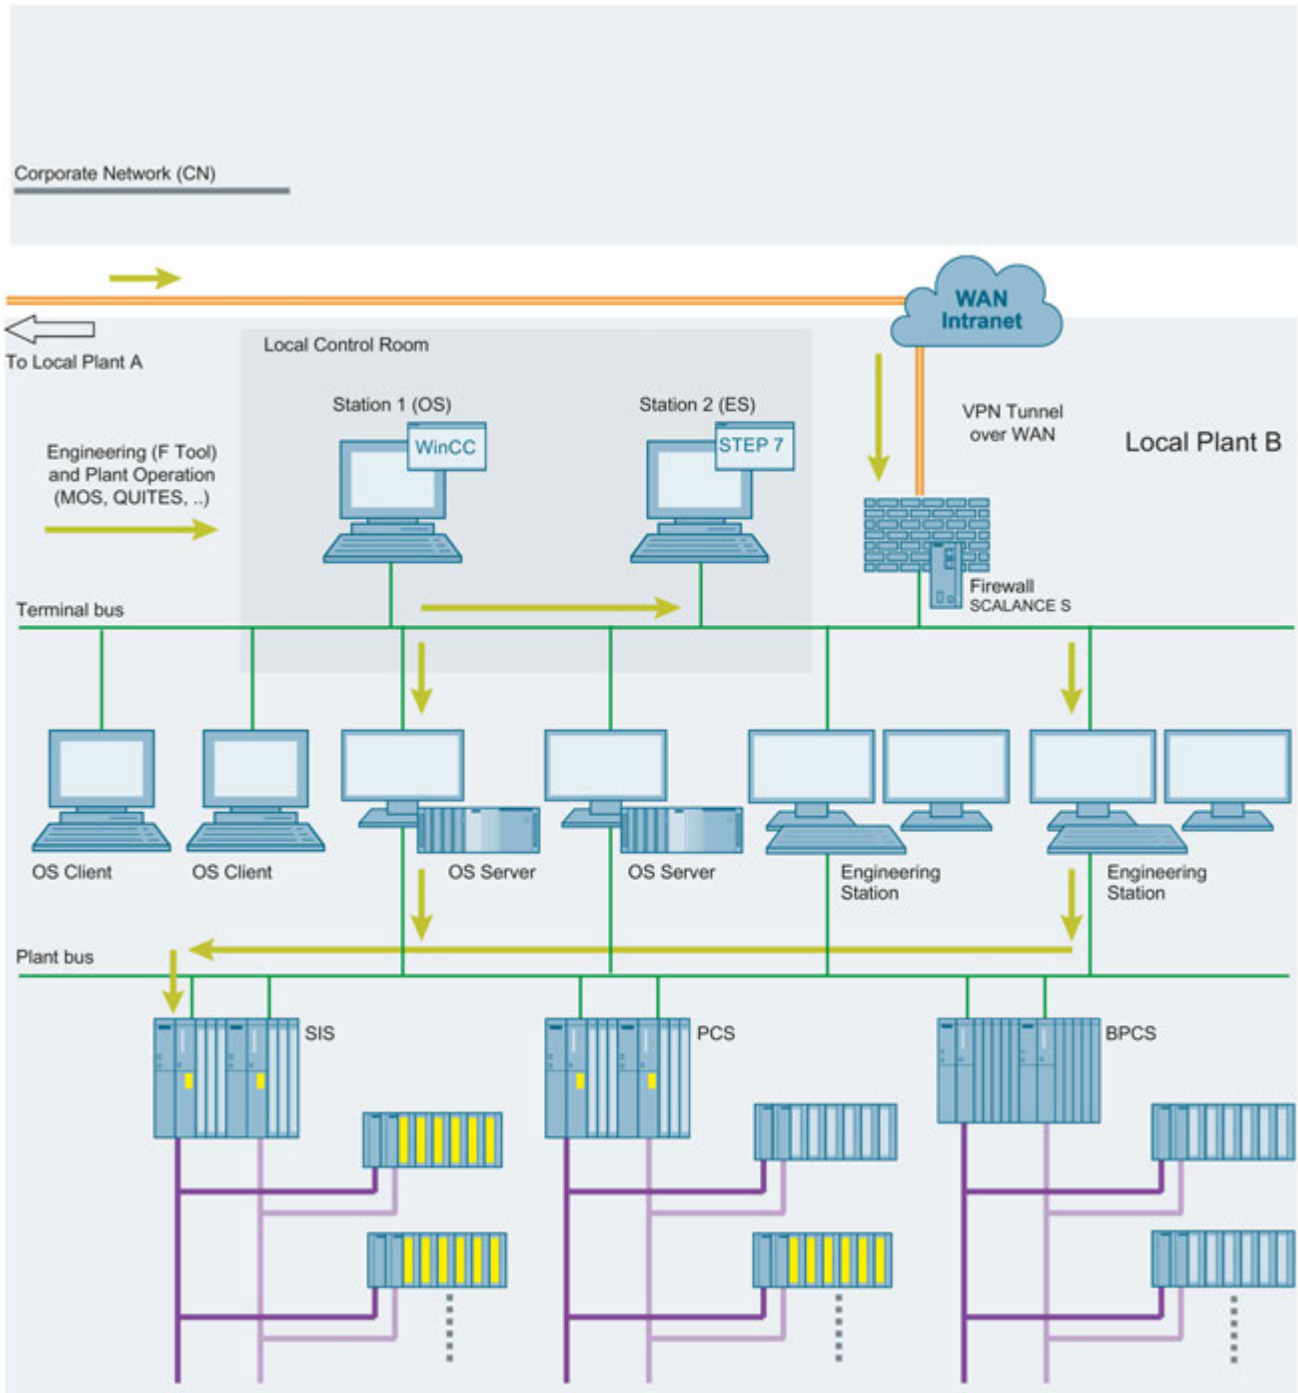 Corporate Network (CN)
WAN
Intranet
To Local Plant A
Local Control Room
Station 1 (OS)
Station 2 (ES)
WinCC
STEP 7
VPN Tunnel
over WAN
Local Plant B
Engineering (F Tool)
and Plant Operation
(MOS, QUITES, ..)
Firewall
SCALANCE S
Terminal bus
OS Client
OS Client
OS Server
OS Server
Engineering
Station
Engineering
Station
Plant bus
SIS
PCS
BPCS